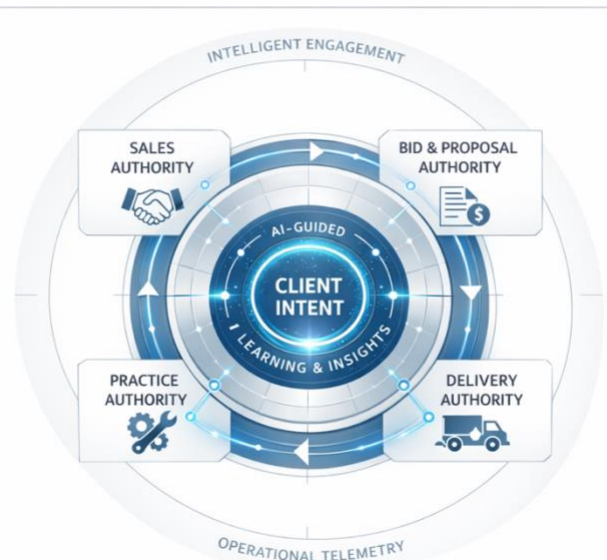 INTELLIGENT ENGAGEMENT
SALES
AUTHORITY
BID & PROPOSAL
AUTHORITY
$
AI-GUIDED
CLIENT
INTENT
LEARNING & INSIGHTS
PRACTICE
AUTHORITY
DELIVERY
AUTHORITY
OPERATIONAL TELEMETRY